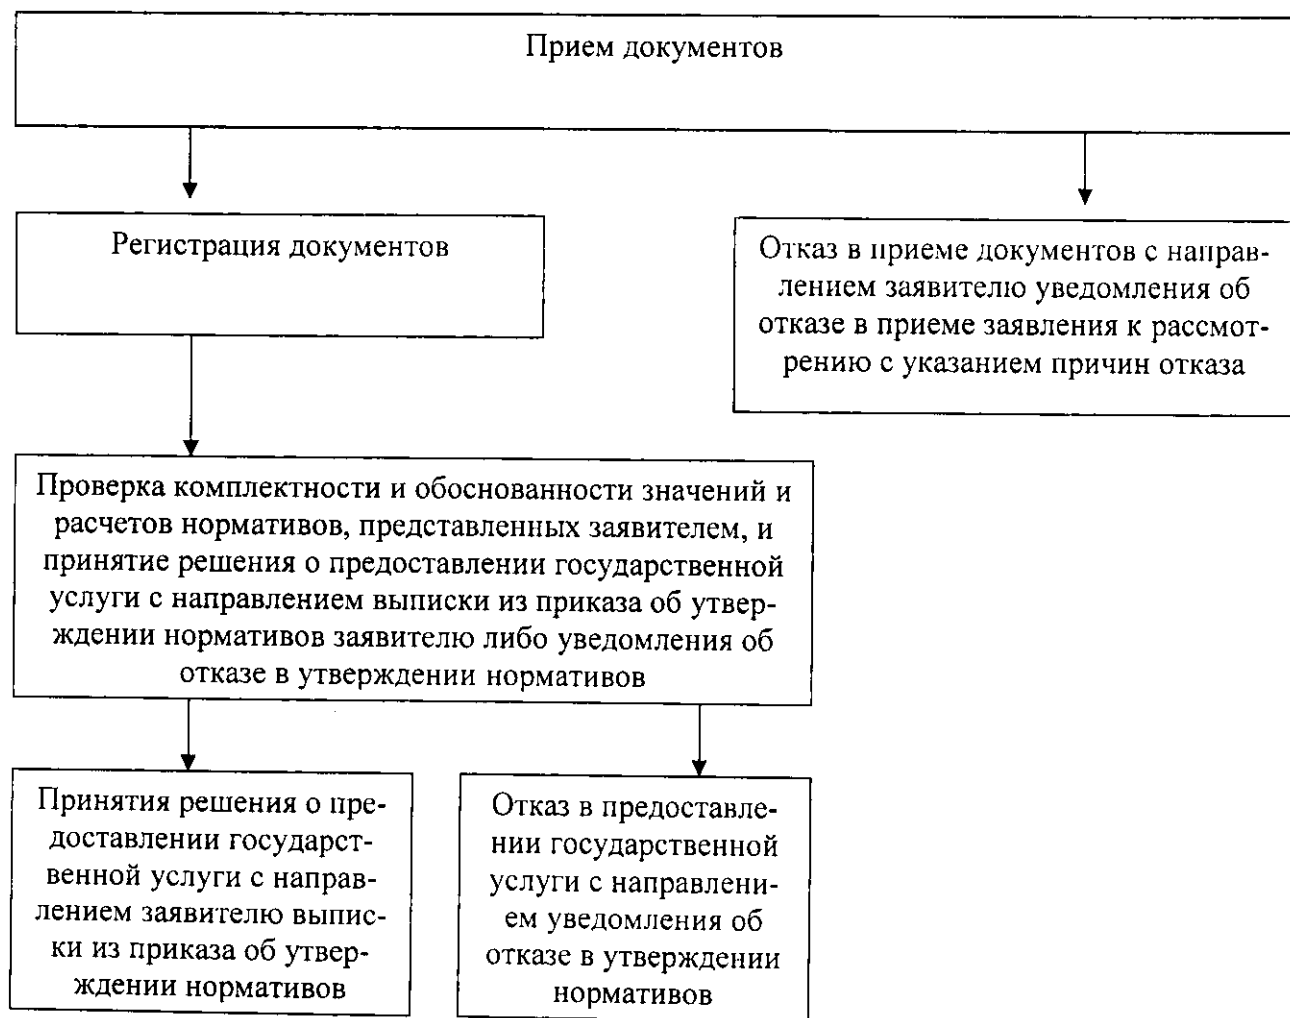 Прием документов
Регистрация документов
Отказ в приеме документов с направ-
лением заявителю уведомления об
отказе в приеме заявления к рассмот-
рению с указанием причин отказа
Проверка комплектности и обоснованности значений и
расчетов нормативов, представленных заявителем, и
принятие решения о предоставлении государственной
услуги с направлением выписки из приказа об утвер-
ждении нормативов заявителю либо уведомления об
отказе в утверждении нормативов
Принятия решения о пре-
доставлении государст-
венной услуги с направ-
лением заявителю выпис-
ки из приказа об утвер-
ждении нормативов
Отказ в предоставле-
нии государственной
услуги с направлени-
ем уведомления об
отказе в утверждении
нормативов